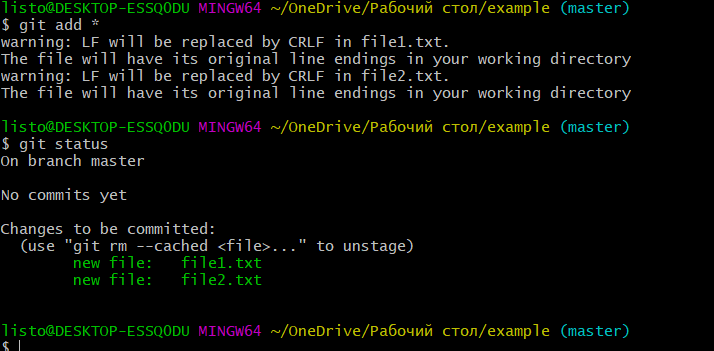 listo@DESKTOP-ESSQODU MINGW64 ~/OneDrive/Рабочий стол/example (master)
$ git add *
warning: LF will be replaced by CRLF in file1.txt.
The file will have its original line endings in your working directory
warning: LF will be replaced by CRLF in file2.txt.
The file will have its original line endings in your working directory
listo@DESKTOP-ESSQODU MINGW64 ~/OneDrive/Рабочий стол/example (master)
$ git status
On branch master
No commits yet
Changes to be committed:
(use "git rm --cached <file>..." to unstage)
new file: file1.txt
new file: file2.txt
listo@DESKTOP-ESSQODU MINGW64 ~/OneDrive/Рабочий стол/example (master)
$